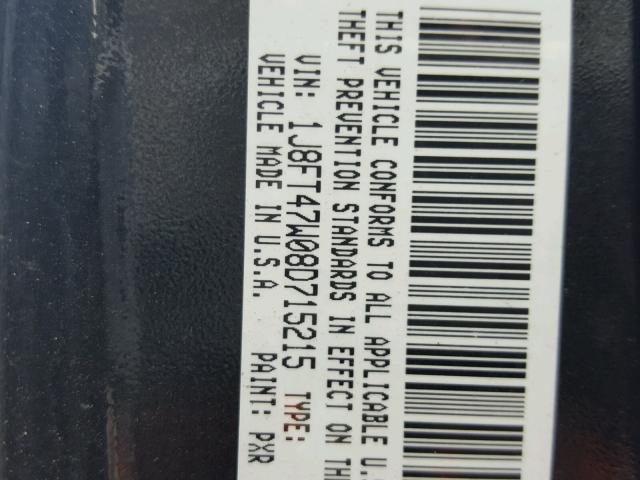 THIS VEHICLE CONFORMS TO ALL APPLICABLE U.S
THEFT PREVENTION STANDARDS IN EFFECT ON TH
VIN: 1J8FT47W08D715215 TYPE:
VEHICLE MADE IN U.S.A. PAINT: PXR